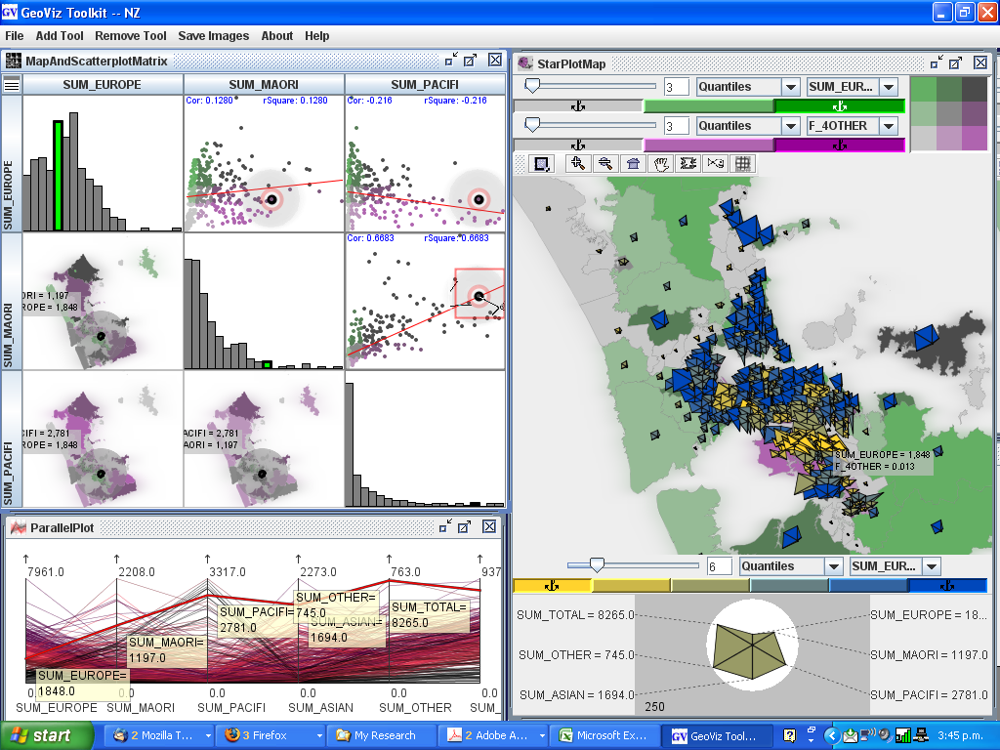 GV GeoViz Toolkit -- NZ
File Add Tool Remove Tool Save Images About Help
MapAndScatterplotMatrix
SUM_EUROPE SUM_MAORI SUM_PACIFI
SUM_EUROPE
Cor: 0.1280 rSquare: 0.1280
Cor: -0.216 rSquare: -0.216
SUM_MAORI
ORI = 1,197
ROPE = 1,848
Cor: 0.6683 rSquare: 0.6683
SUM_PACIFI
CIFI = 2,781
ROPE = 1,848
ACIFI = 2,781
AORI = 1,197
StarPlotMap
3 Quantiles SUM_EUR...
3 Quantiles F_4OTHER
SUM_EUROPE = 1,848
F_4OTHER = 0.013
6 Quantiles SUM_EUR...
SUM_TOTAL = 8265.0
SUM_EUROPE = 18...
SUM_OTHER = 745.0
SUM_MAORI = 1197.0
SUM_ASIAN = 1694.0
SUM_PACIFI = 2781.0
250
ParallelPlot
7961.0 2208.0 3317.0 2273.0 763.0 937
SUM_OTHER=
745.0
SUM_PACIFI=
2781.0
SUM_ASIAN=
1694.0
SUM_TOTAL=
8265.0
SUM_MAORI=
1197.0
SUM_EUROPE=
1848.0
0.0 0.0 0.0 0.0 0.0
SUM_EUROPE SUM_MAORI SUM_PACIFI SUM_ASIAN SUM_OTHER SUM_
start 2 Mozilla T... 3 Firefox My Research 2 Adobe A... Microsoft Ex... GV GeoViz Tool... 3:45 p.m.